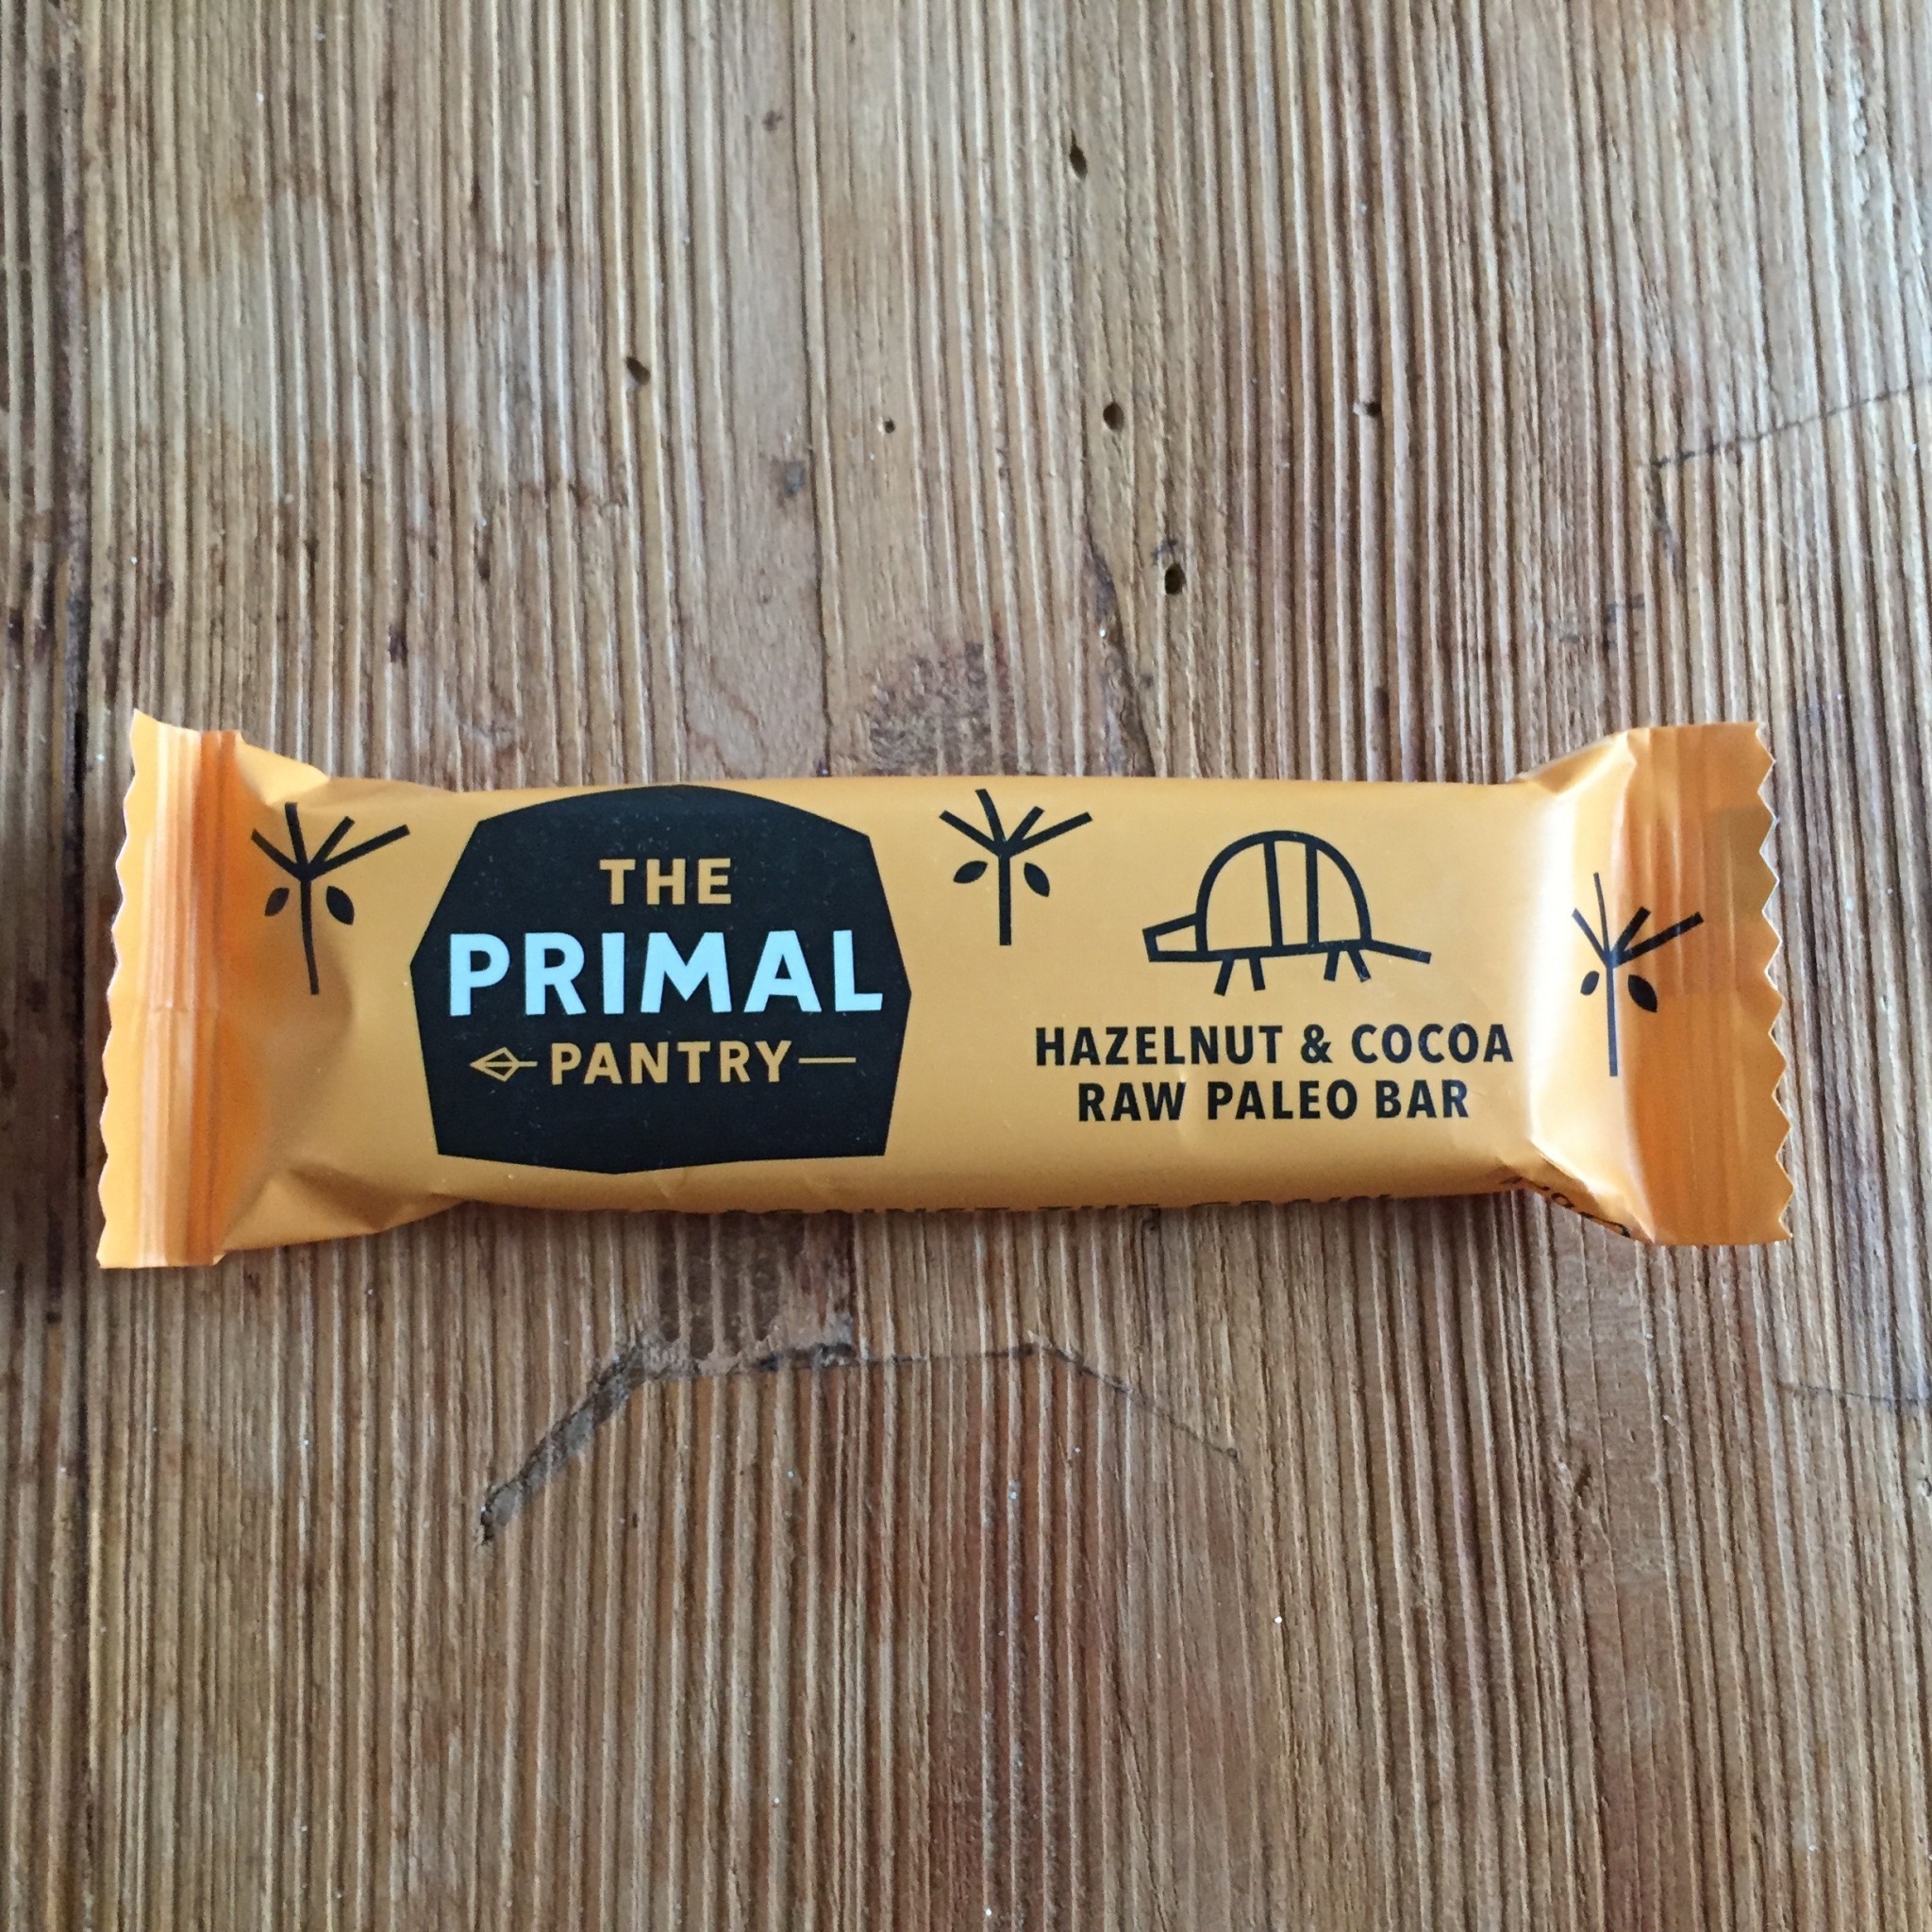 THE
PRIMAL
PANTRY
HAZELNUT & COCOA
RAW PALEO BAR